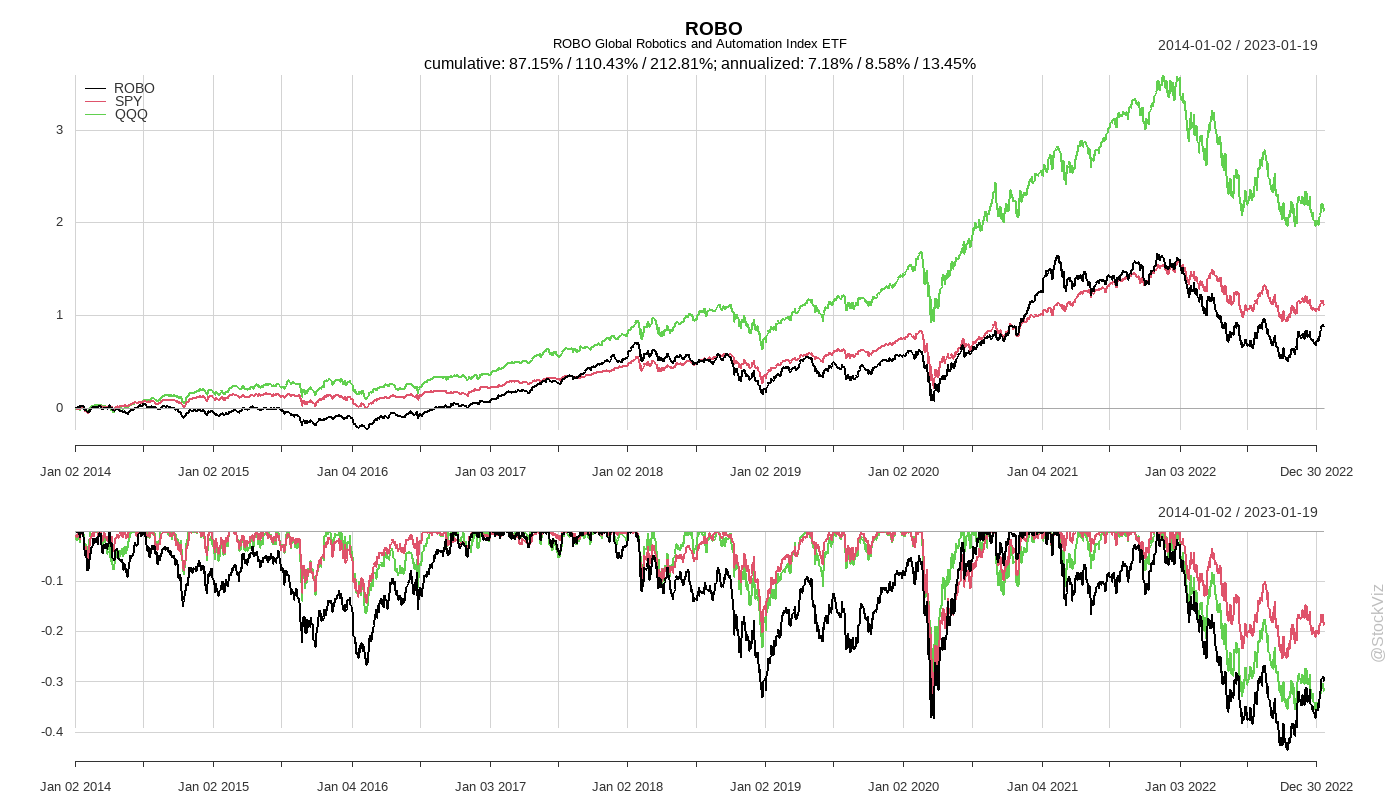 ROBO
ROBO Global Robotics and Automation Index ETF
2014-01-02 / 2023-01-19
cumulative: 87.15% / 110.43% / 212.81%; annualized: 7.18% / 8.58% / 13.45%
ROBO
SPY
QQQ
3
2
1
0
Jan 02 2014 Jan 02 2015 Jan 04 2016 Jan 03 2017 Jan 02 2018 Jan 02 2019 Jan 02 2020 Jan 04 2021 Jan 03 2022 Dec 30 2022
2014-01-02 / 2023-01-19
-0.1
-0.2
-0.3
-0.4
Jan 02 2014 Jan 02 2015 Jan 04 2016 Jan 03 2017 Jan 02 2018 Jan 02 2019 Jan 02 2020 Jan 04 2021 Jan 03 2022 Dec 30 2022
@StockViz